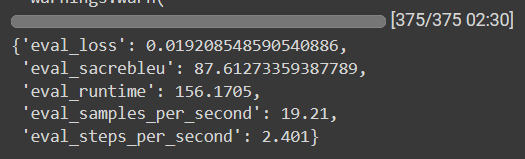 warnings.warn(
[375/375 02:30]
{'eval_loss': 0.019208548590540886,
'eval_sacrebleu': 87.61273359387789,
'eval_runtime': 156.1705,
'eval_samples_per_second': 19.21,
'eval_steps_per_second': 2.401}